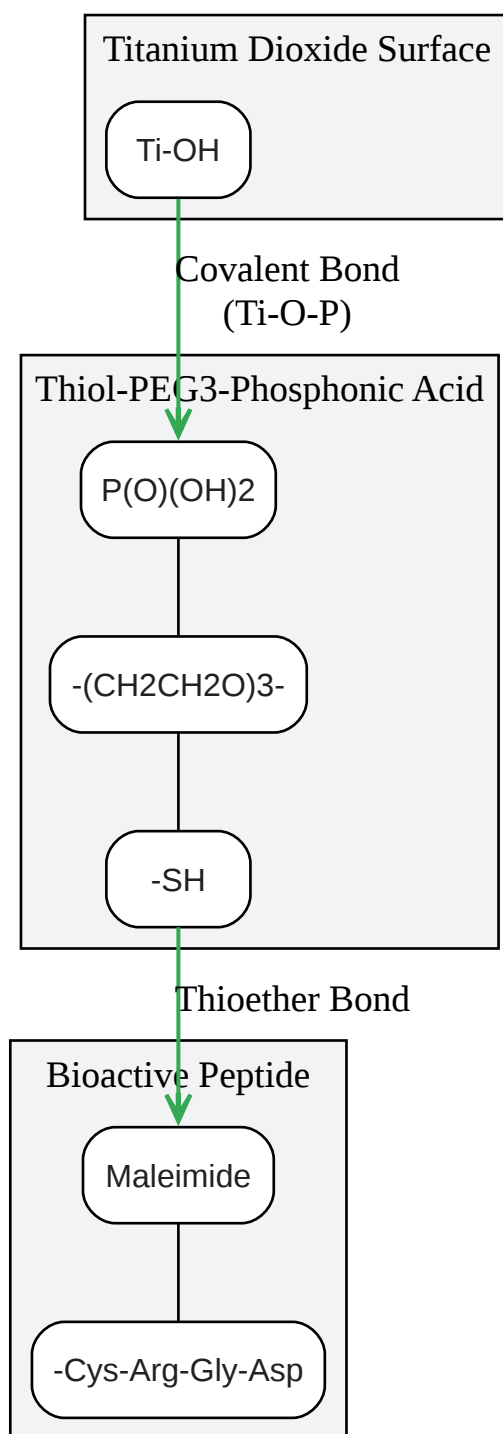 Titanium Dioxide Surface
Ti-OH
Covalent Bond
(Ti-O-P)
Thiol-PEG3-Phosphonic Acid
P(O)(OH)2
-(CH2CH2O)3-
-SH
Thioether Bond
Bioactive Peptide
Maleimide
-Cys-Arg-Gly-Asp